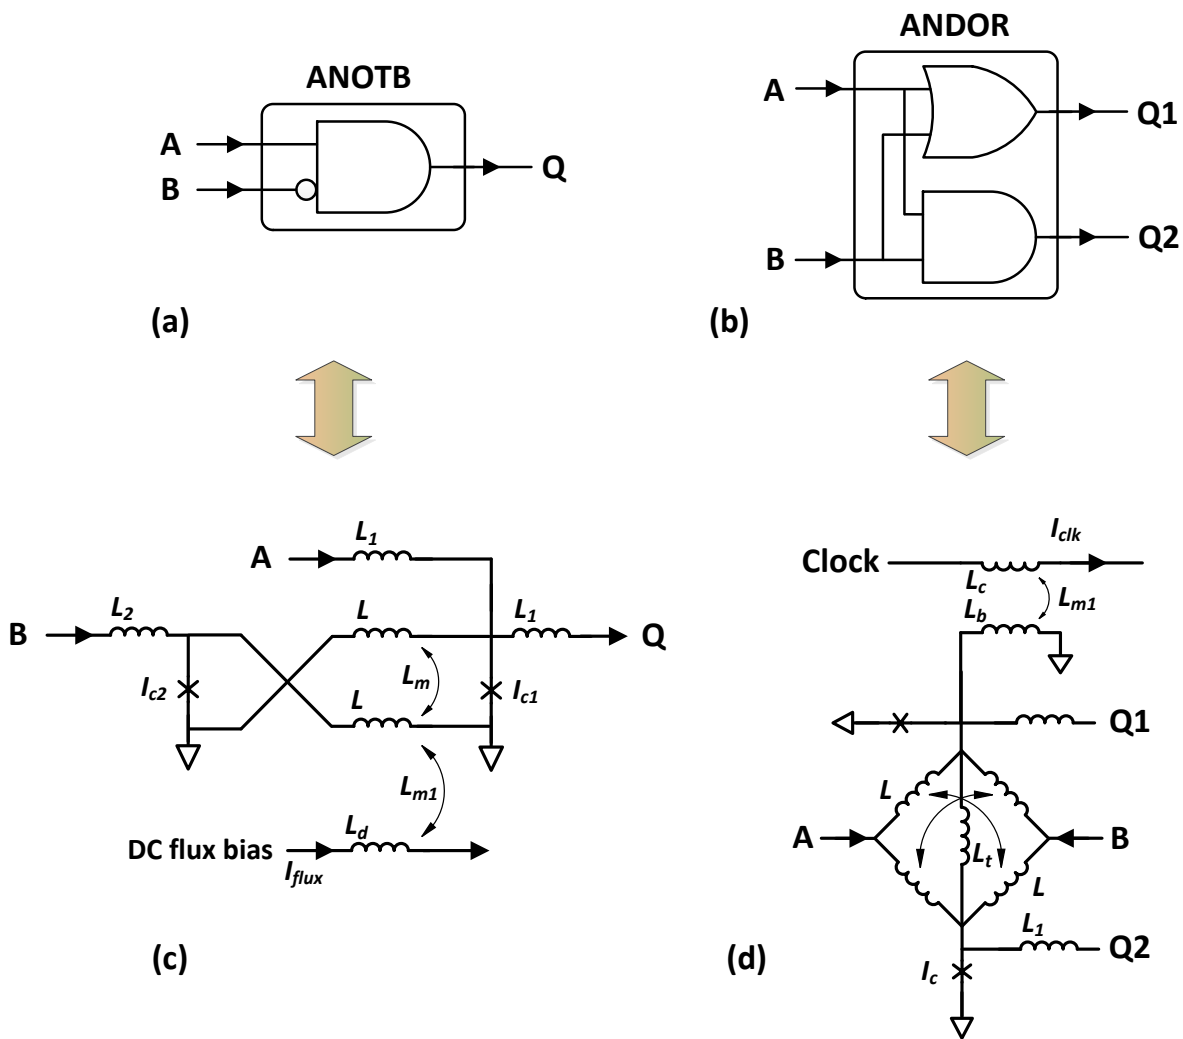 ANOTB
A
B
Q
(a)
ANDOR
A
B
Q1
Q2
(b)
A
L1
B
L2
L
Q
L1
Ic2
Lm
Ic1
L
Lm1
DC flux bias
Ld
Iflux
(c)
Clock
Iclk
Lc
Lm1
Lb
Q1
L
A
B
Lt
L
L1
Q2
Ic
(d)